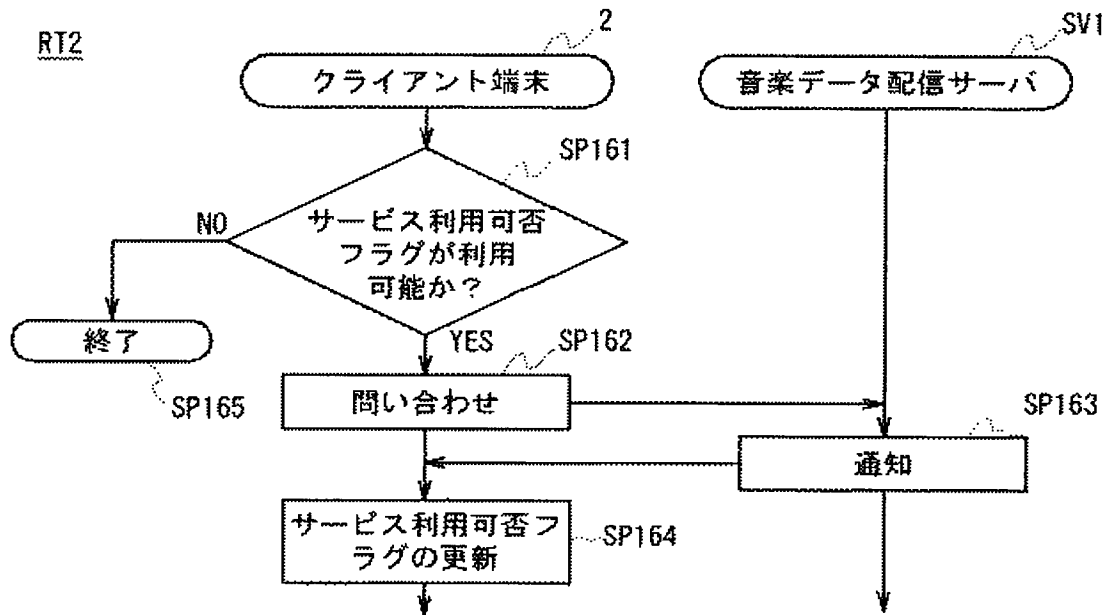 RT2
2
SV1
クライアント端末
音楽データ配信サーバ
SP161
サービス利用可否
フラグが利用
可能か?
NO
YES
終了
SP165
SP162
問い合わせ
SP163
通知
サービス利用可否フ
ラグの更新
SP164